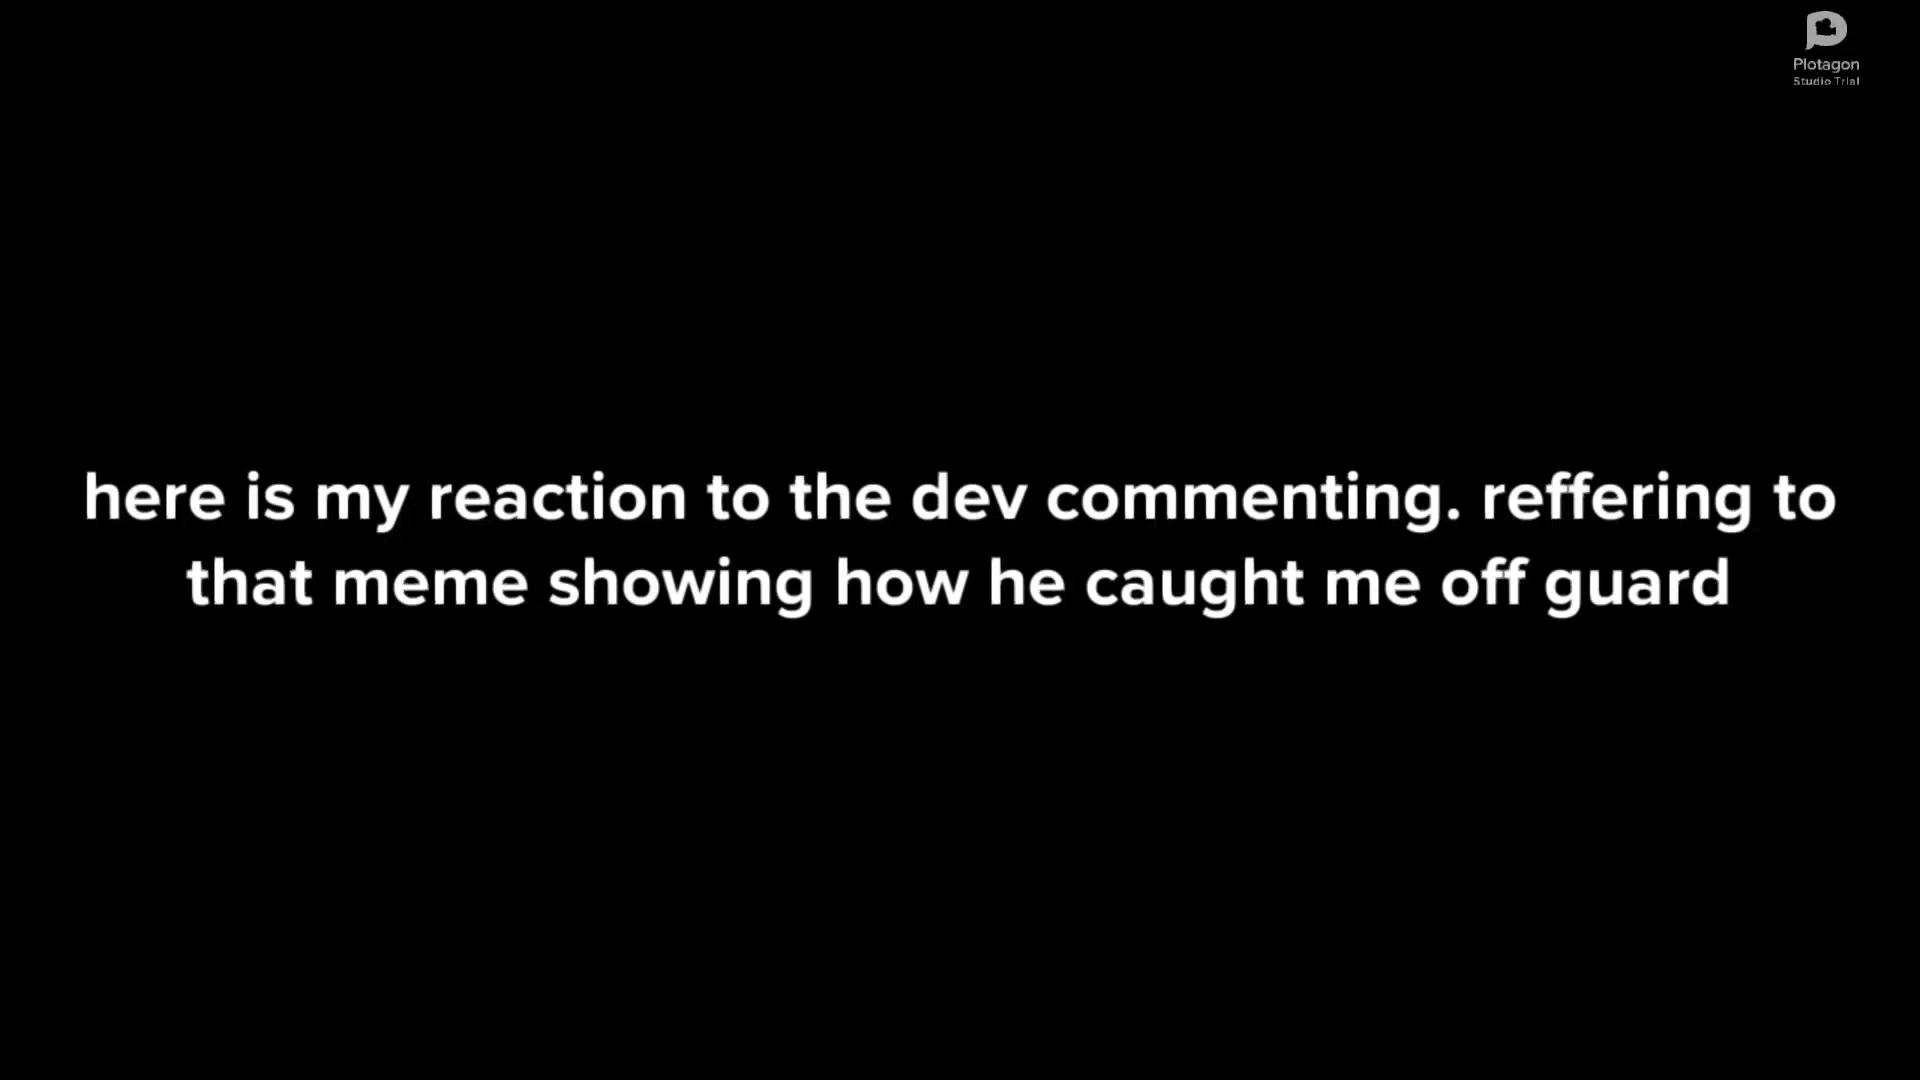 Plotagon
Studio Trial
here is my reaction to the dev commenting. reffering to
that meme showing how he caught me off guard